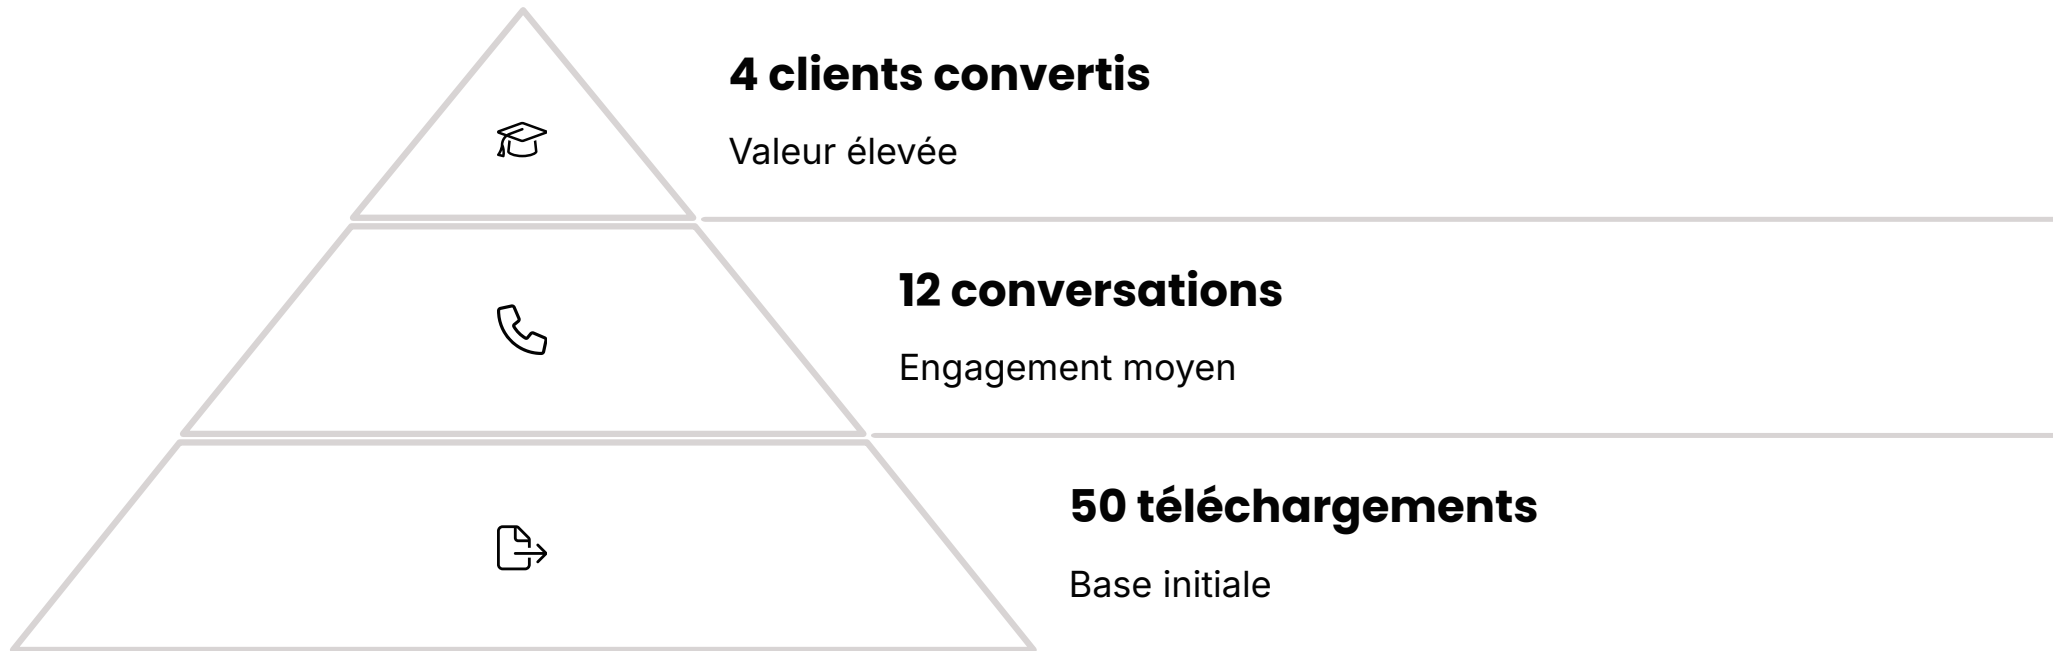 4 clients convertis
Valeur élevée
12 conversations
Engagement moyen
50 téléchargements
Base initiale